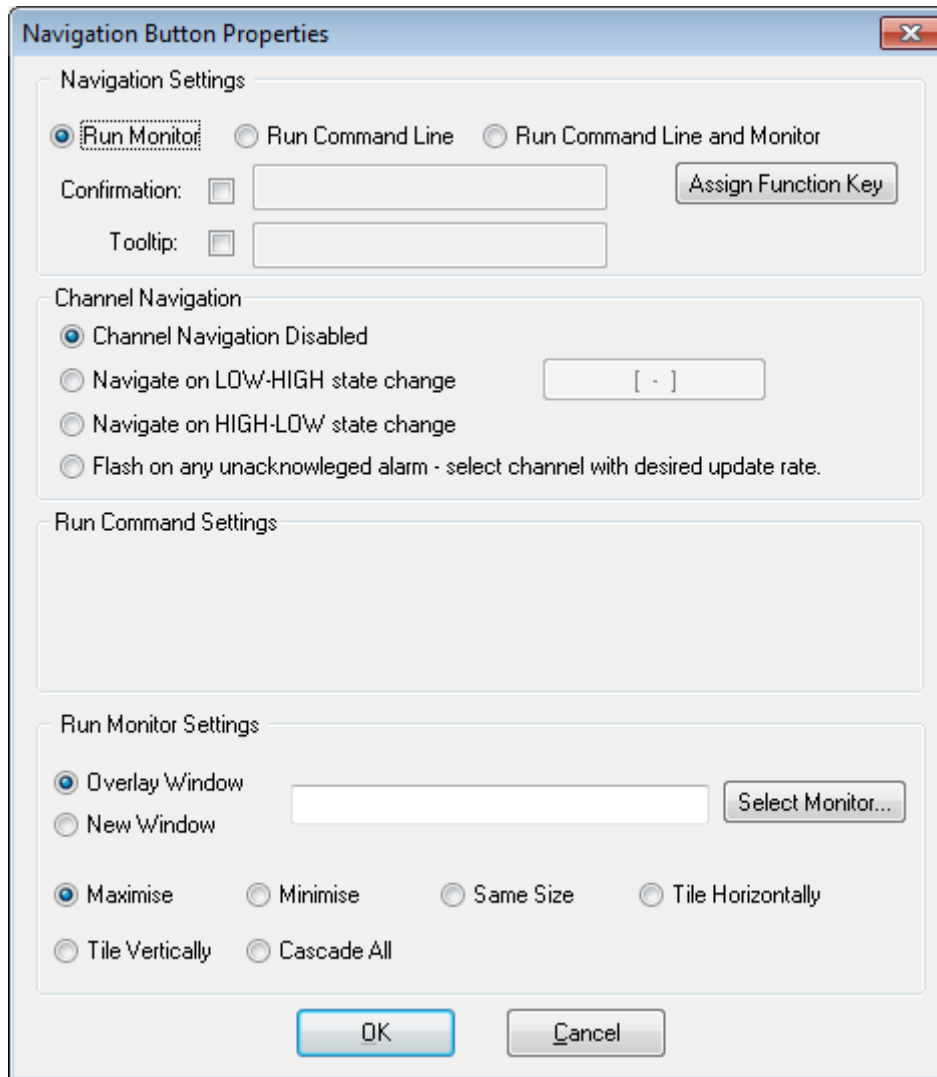 Navigation Button Properties
Navigation Settings
Run Monitor Run Command Line Run Command Line and Monitor
Confirmation: Assign Function Key
Tooltip:
Channel Navigation
Channel Navigation Disabled
Navigate on LOW-HIGH state change [ - ]
Navigate on HIGH-LOW state change
Flash on any unacknowleged alarm - select channel with desired update rate.
Run Command Settings
Run Monitor Settings
Overlay Window
Select Monitor...
New Window
Maximise Minimise Same Size Tile Horizontally
Tile Vertically Cascade All
OK Cancel